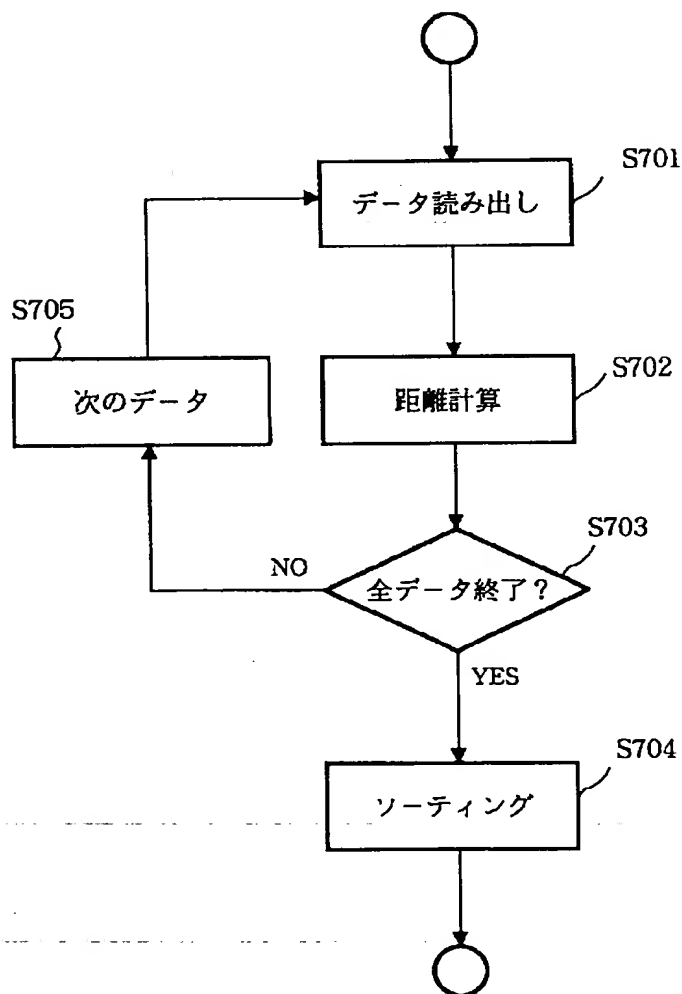 S701
データ読み出し
S705
次のデータ
S702
距離計算
S703
全データ終了？
NO
YES
S704
ソーティング